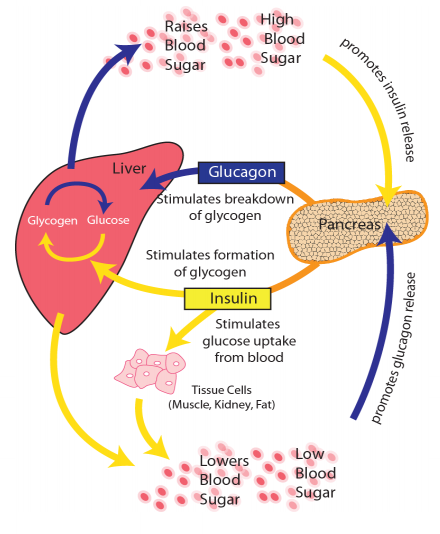 Raises
Blood
Sugar
High
Blood
Sugar
promotes insulin release
Liver
Glucagon
Stimulates breakdown
of glycogen
Glycogen
Glucose
Pancreas
Stimulates formation
of glycogen
Insulin
Stimulates
glucose uptake
from blood
promotes glucagon release
Tissue Cells
(Muscle, Kidney, Fat)
Lowers
Blood
Sugar
Low
Blood
Sugar